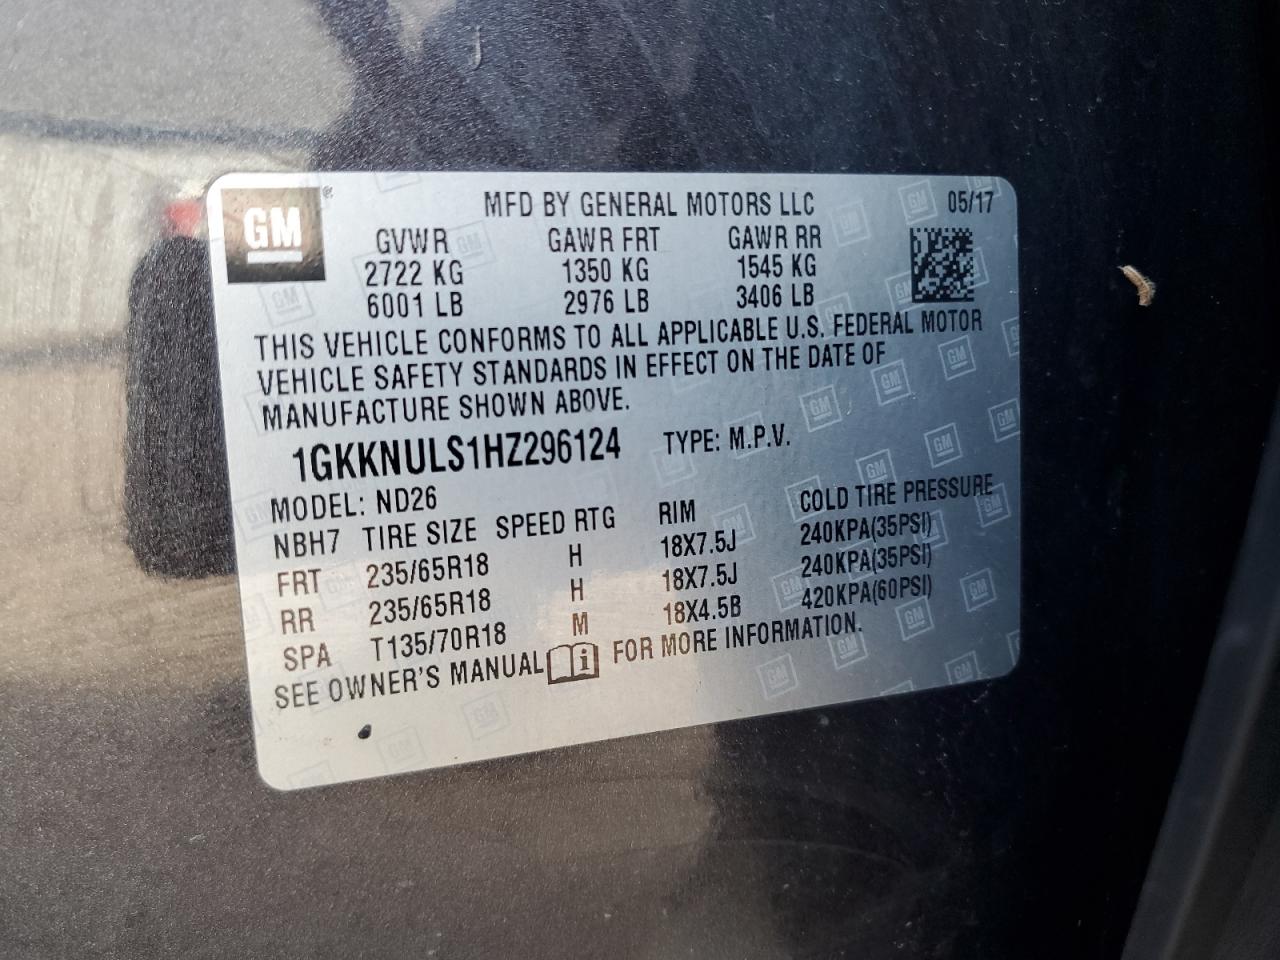 GM ®
MFD BY GENERAL MOTORS LLC 05/17
GVWR GAWR FRT GAWR RR
2722 KG 1350 KG 1545 KG
6001 LB 2976 LB 3406 LB
THIS VEHICLE CONFORMS TO ALL APPLICABLE U.S. FEDERAL MOTOR
VEHICLE SAFETY STANDARDS IN EFFECT ON THE DATE OF
MANUFACTURE SHOWN ABOVE.
1GKKNULS1HZ296124 TYPE: M.P.V.
MODEL: ND26
NBH7 TIRE SIZE SPEED RTG RIM COLD TIRE PRESSURE
FRT 235/65R18 H 18X7.5J 240KPA(35PSI)
RR 235/65R18 H 18X7.5J 240KPA(35PSI)
SPA T135/70R18 M 18X4.5B 420KPA(60PSI)
SEE OWNER'S MANUAL i FOR MORE INFORMATION.